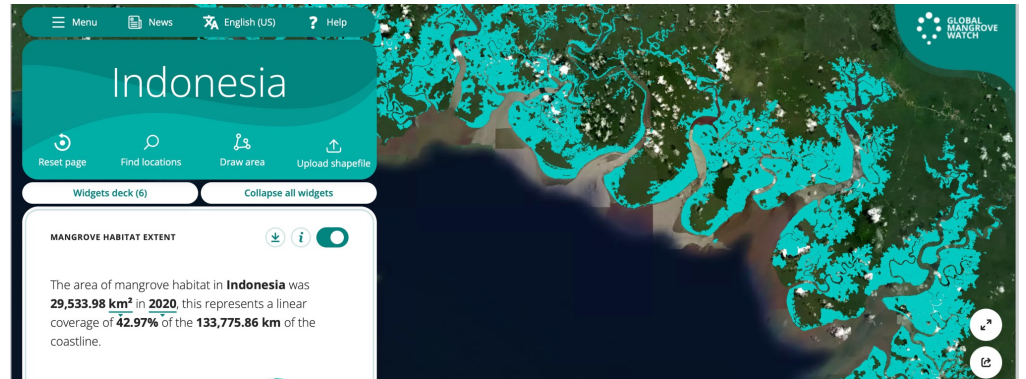 Menu
News
English (US)
Help
Indonesia
Reset page
Find locations
Draw area
Upload shapefile
Widgets deck (6)
Collapse all widgets
MANGROVE HABITAT EXTENT
The area of mangrove habitat in Indonesia was
29,533.98 km² in 2020, this represents a linear
coverage of 42.97% of the 133,775.86 km of the
coastline.
GLOBAL
MANGROVE
WATCH